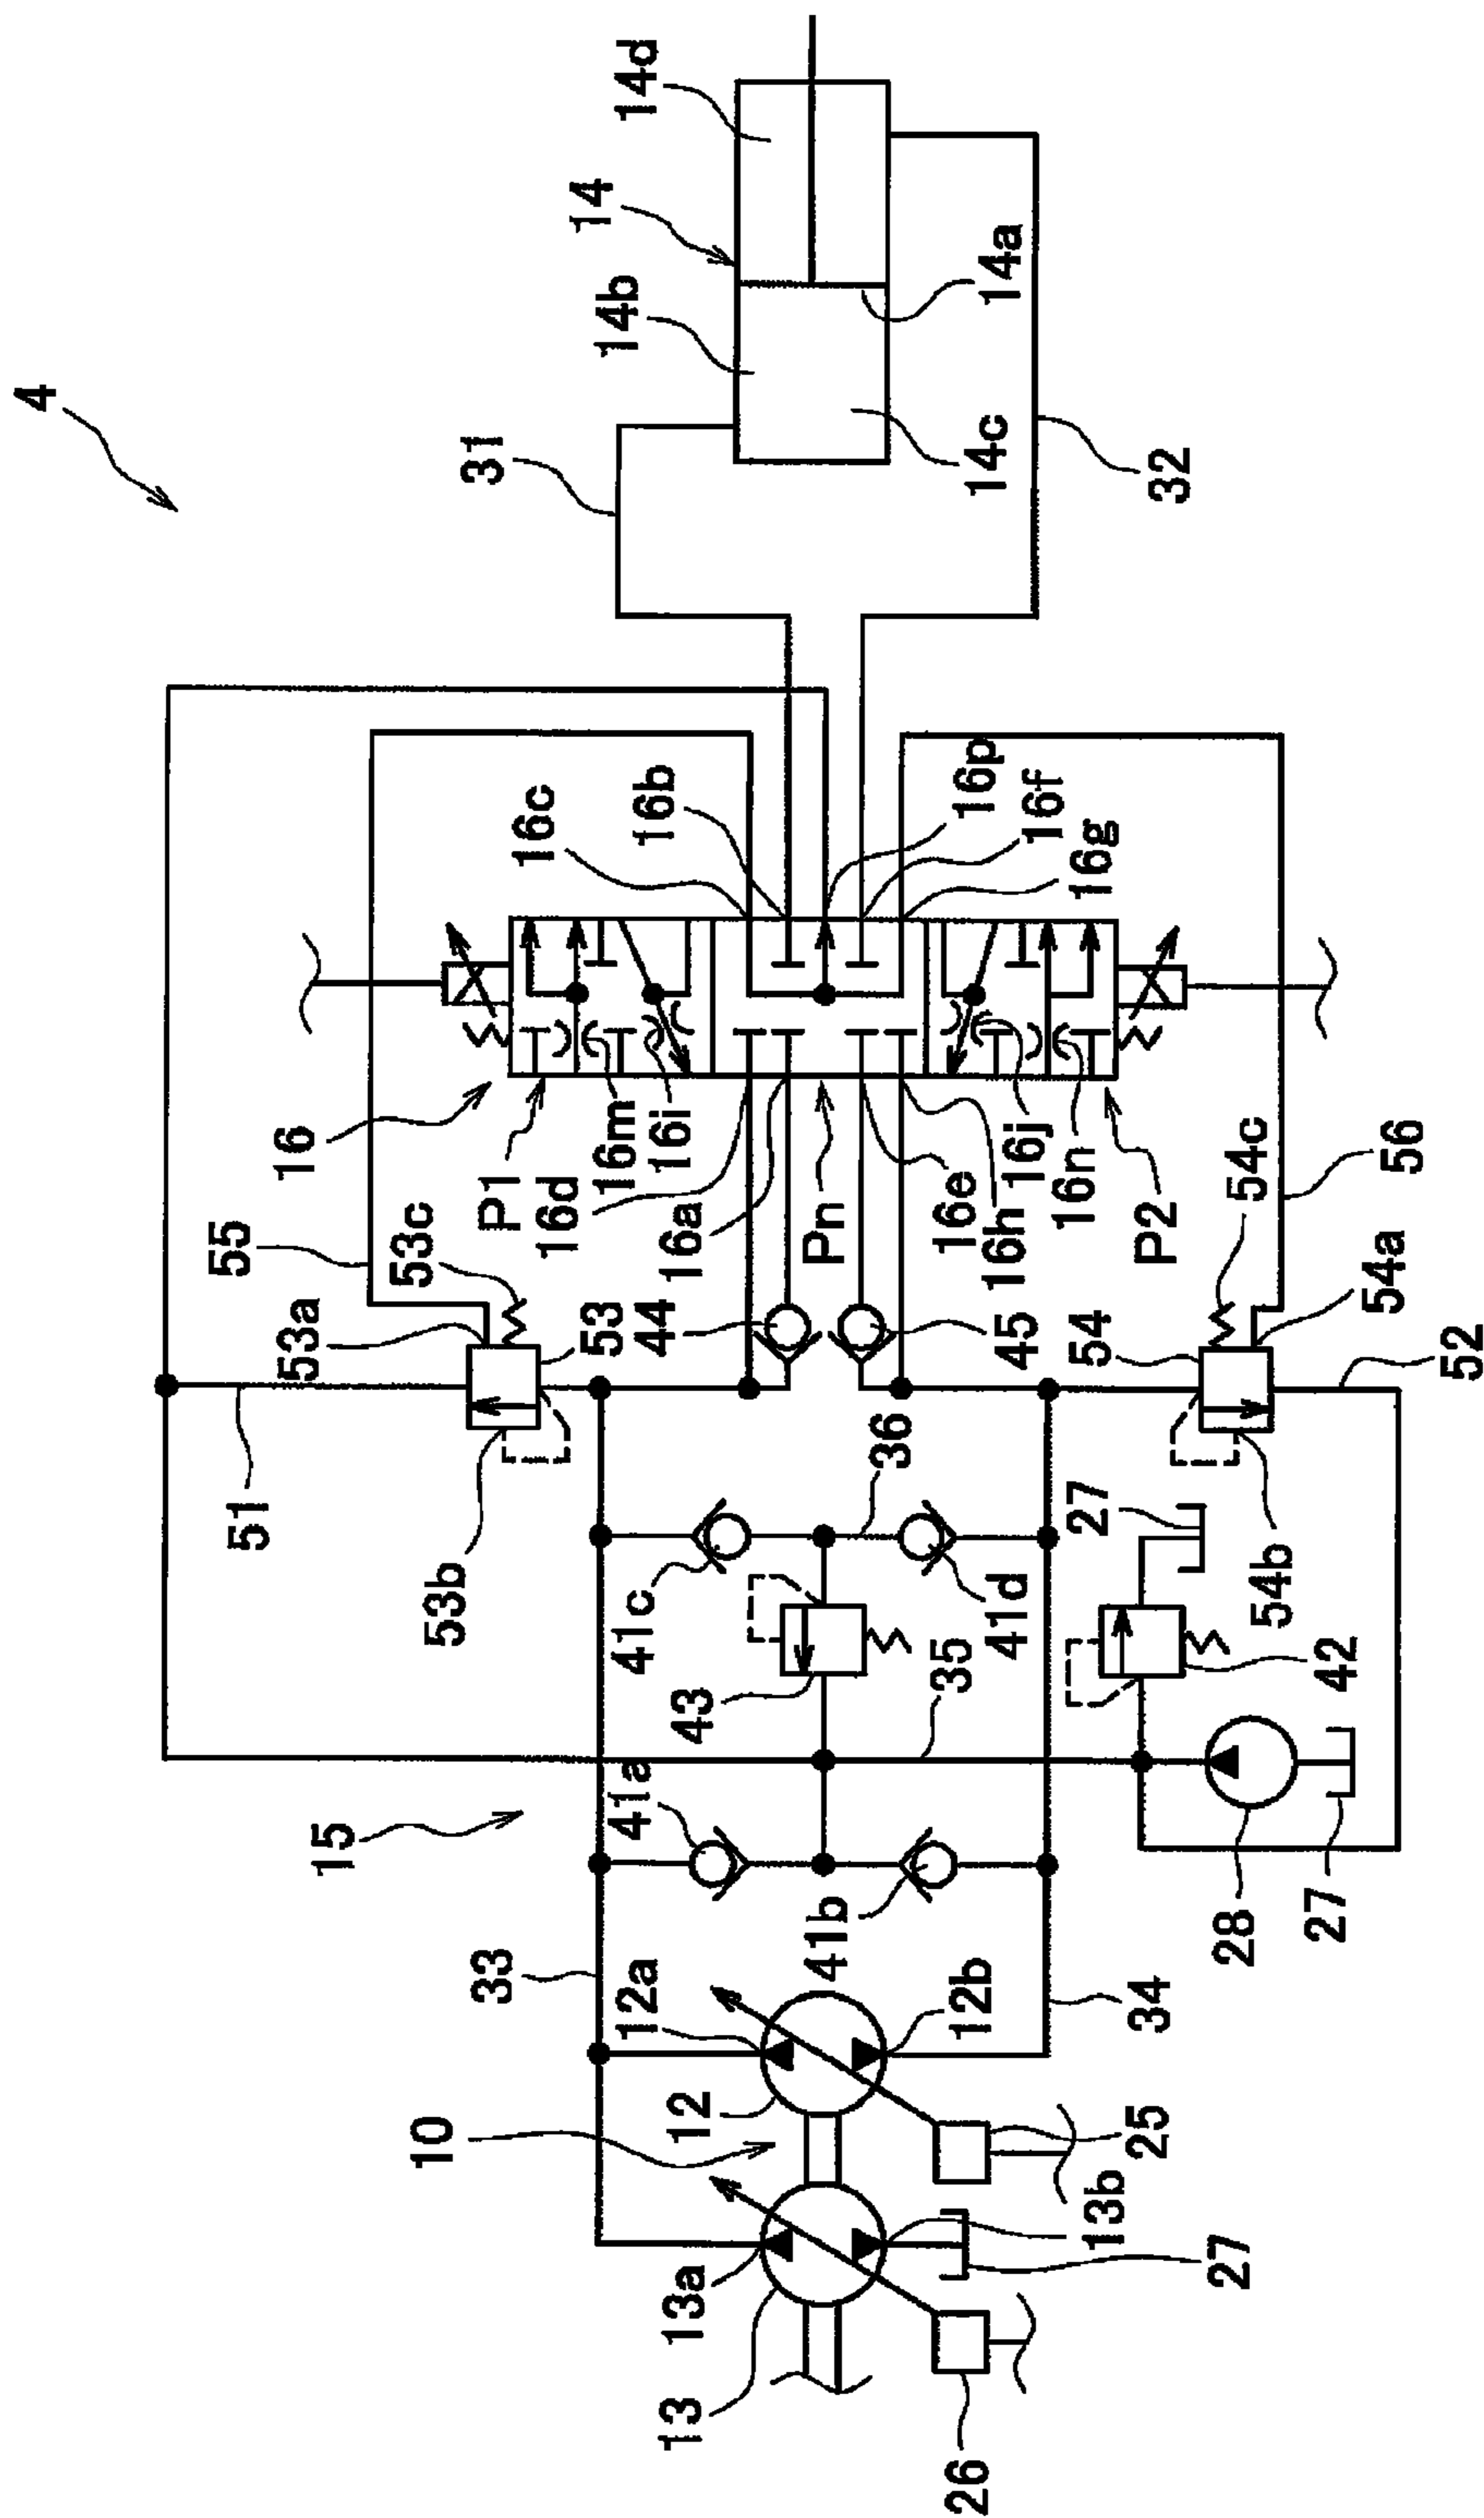 4
14d
14
14b
14a
14c
31
32
16c
16b
16p
16f
16g
16
P1
16d
16m
16i
16a
Pn
16e
16h
16j
16n
P2
54c
56
55
53c
53a
53
44
45
54
54a
52
51
53b
41c
36
41d
27
54b
43
35
42
15
41a
41b
28
27
33
12a
12b
34
10
12
25
13b
27
13a
13
26